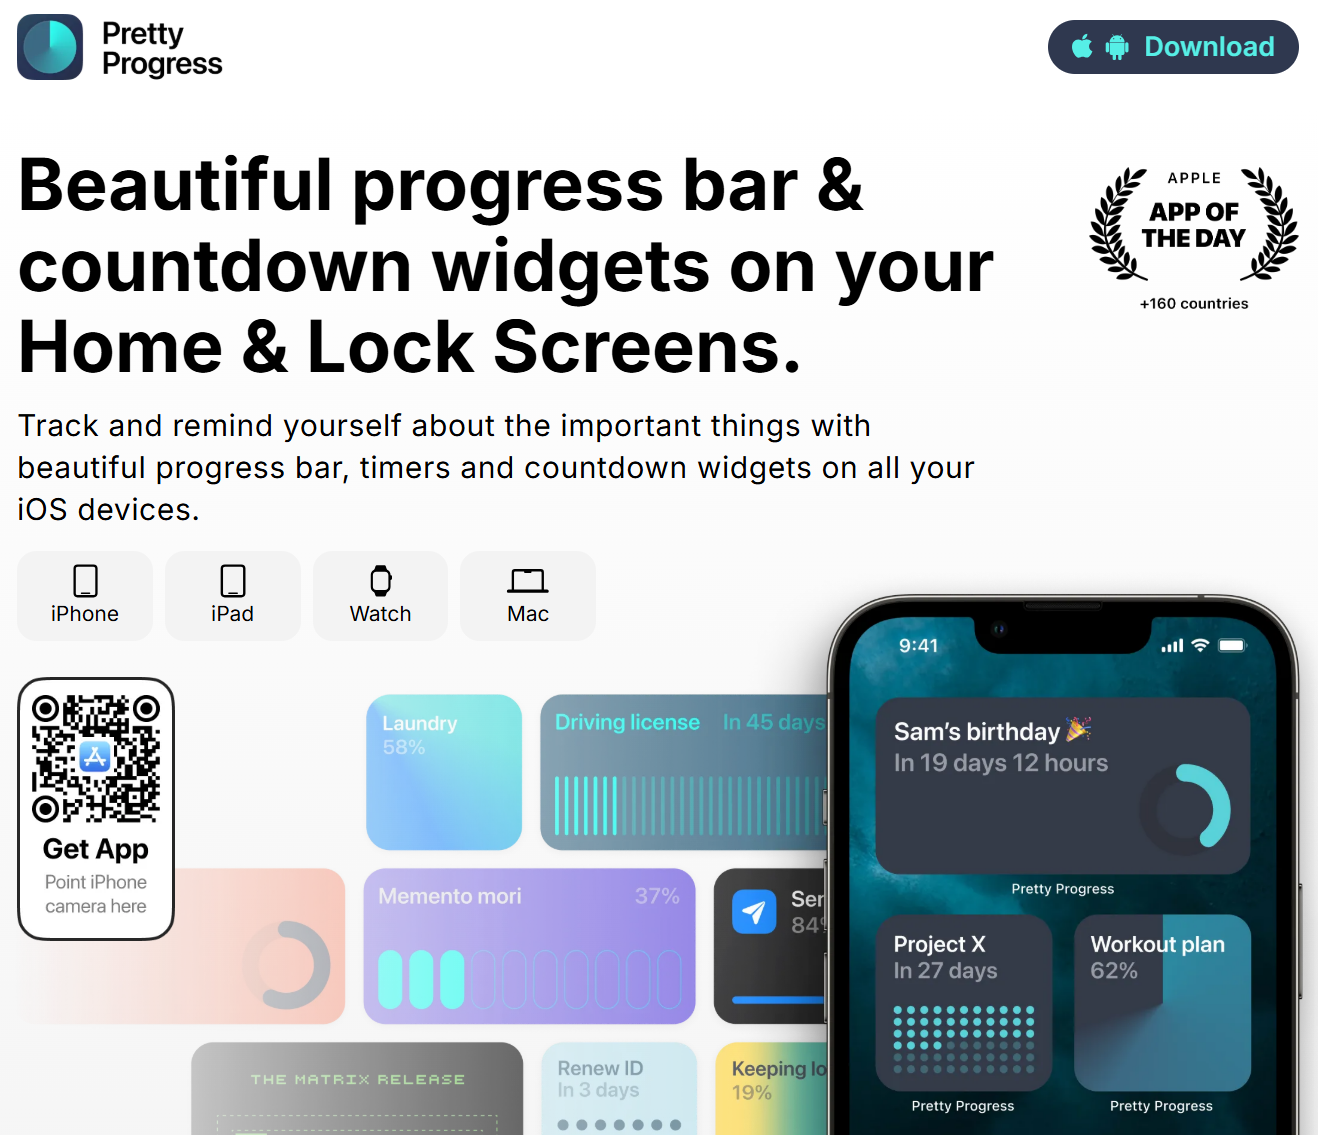 Pretty
Progress
Download
Beautiful progress bar &
countdown widgets on your
Home & Lock Screens.
APPLE
APP OF
THE DAY
+160 countries
Track and remind yourself about the important things with
beautiful progress bar, timers and countdown widgets on all your
iOS devices.
iPhone
iPad
Watch
Mac
Get App
Point iPhone
camera here
Laundry
58%
Driving license In 45 days
Memento mori 37%
84%
THE MATRIX RELEASE
Renew ID
In 3 days
Keeping
19%
9:41
Sam's birthday 🎉
In 19 days 12 hours
Pretty Progress
Project X
In 27 days
Pretty Progress
Workout plan
62%
Pretty Progress